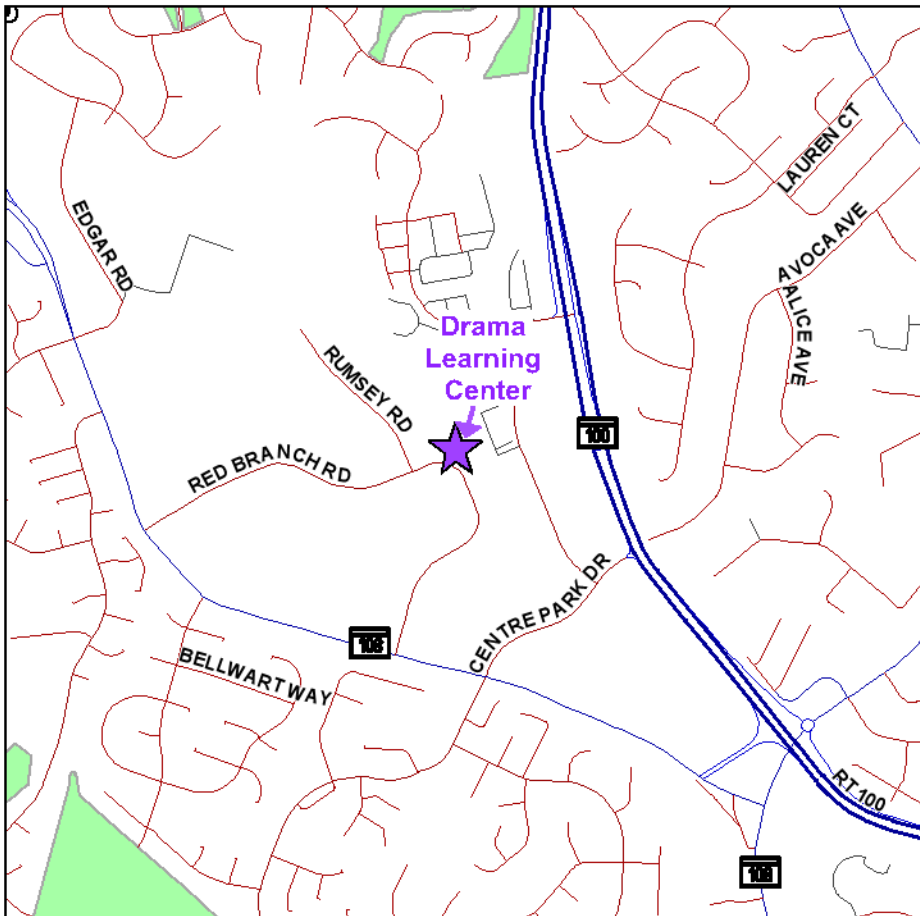 LAUREN CT
EDGAR RD
AVOCA AVE
ALICE AVE
Drama
Learning
Center
RUMSEY RD
100
RED BRANCH RD
CENTRE PARK DR
108
BELLWART WAY
RT 100
108